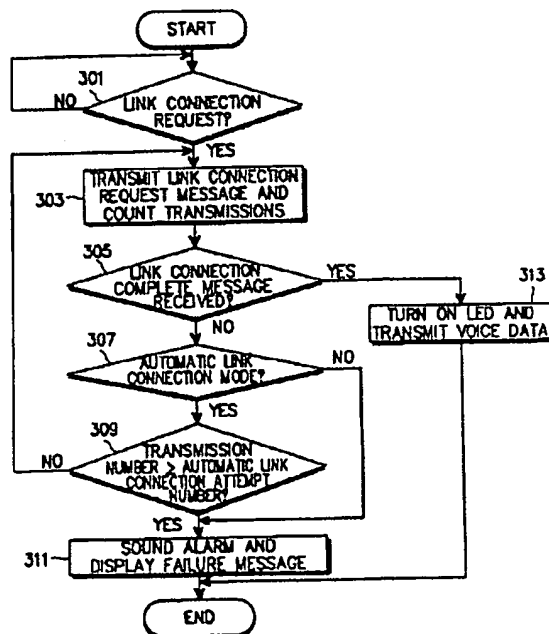 START
301
LINK CONNECTION
REQUEST?
NO
YES
303
TRANSMIT LINK CONNECTION
REQUEST MESSAGE AND
COUNT TRANSMISSIONS
305
LINK CONNECTION
COMPLETE MESSAGE
RECEIVED?
YES
313
TURN ON LED AND
TRANSMIT VOICE DATA
NO
307
AUTOMATIC LINK
CONNECTION MODE?
NO
YES
309
TRANSMISSION
NUMBER > AUTOMATIC LINK
CONNECTION ATTEMPT
NUMBER?
NO
YES
311
SOUND ALARM AND
DISPLAY FAILURE MESSAGE
END